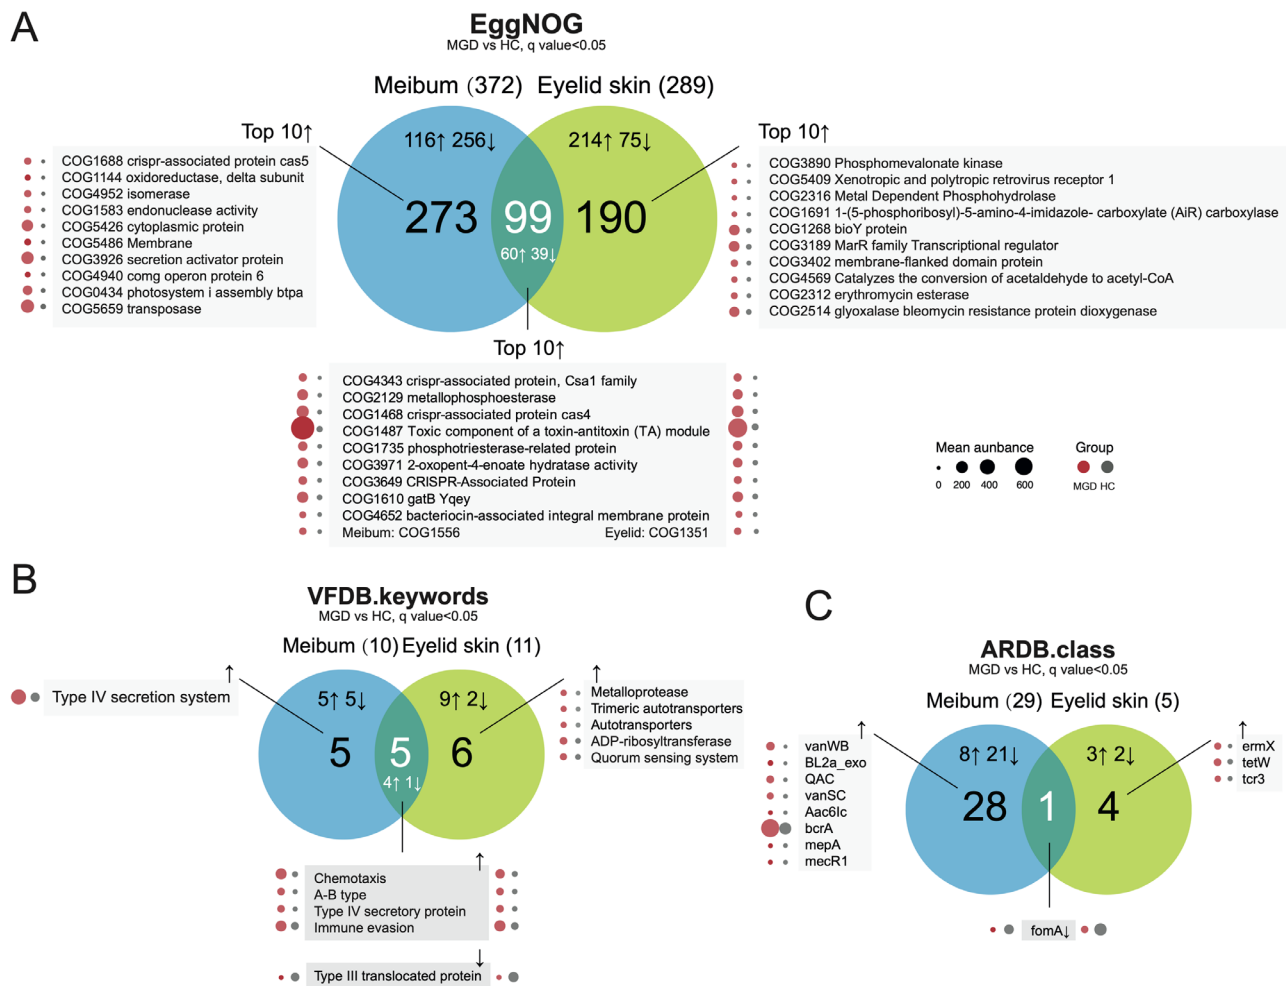 A
EggNOG
MGD vs HC, q value<0.05
Meibum (372) Eyelid skin (289)
Top 10↑
COG1688 crispr-associated protein cas5
COG1144 oxidoreductase, delta subunit
COG4952 isomerase
COG1583 endonuclease activity
COG5426 cytoplasmic protein
COG5486 Membrane
COG3926 secretion activator protein
COG4940 comg operon protein 6
COG0434 photosystem i assembly btpa
COG5659 transposase
116↑ 256↓
273
99
60↑ 39↓
214↑ 75↓
190
Top 10↑
COG3890 Phosphomevalonate kinase
COG5409 Xenotropic and polytropic retrovirus receptor 1
COG2316 Metal Dependent Phosphohydrolase
COG1691 1-(5-phosphoribosyl)-5-amino-4-imidazole- carboxylate (AiR) carboxylase
COG1268 bioY protein
COG3189 MarR family Transcriptional regulator
COG3402 membrane-flanked domain protein
COG4569 Catalyzes the conversion of acetaldehyde to acetyl-CoA
COG2312 erythromycin esterase
COG2514 glyoxalase bleomycin resistance protein dioxygenase
Top 10↑
COG4343 crispr-associated protein, Csa1 family
COG2129 metallophosphoesterase
COG1468 crispr-associated protein cas4
COG1487 Toxic component of a toxin-antitoxin (TA) module
COG1735 phosphotriesterase-related protein
COG3971 2-oxopent-4-enoate hydratase activity
COG3649 CRISPR-Associated Protein
COG1610 gatB Yqey
COG4652 bacteriocin-associated integral membrane protein
Meibum: COG1556 Eyelid: COG1351
Mean aunbance
0 200 400 600
Group
MGD HC
B
VFDB.keywords
MGD vs HC, q value<0.05
Meibum (10) Eyelid skin (11)
↑
Type IV secretion system
5↑ 5↓
5
5
4↑ 1↓
9↑ 2↓
6
↑
Metalloprotease
Trimeric autotransporters
Autotransporters
ADP-ribosyltransferase
Quorum sensing system
↑
Chemotaxis
A-B type
Type IV secretory protein
Immune evasion
↓
Type III translocated protein
C
ARDB.class
MGD vs HC, q value<0.05
Meibum (29) Eyelid skin (5)
↑
vanWB
BL2a_exo
QAC
vanSC
Aac6Ic
bcrA
mepA
mecR1
8↑ 21↓
28
1
3↑ 2↓
4
↑
ermX
tetW
tcr3
fomA↓